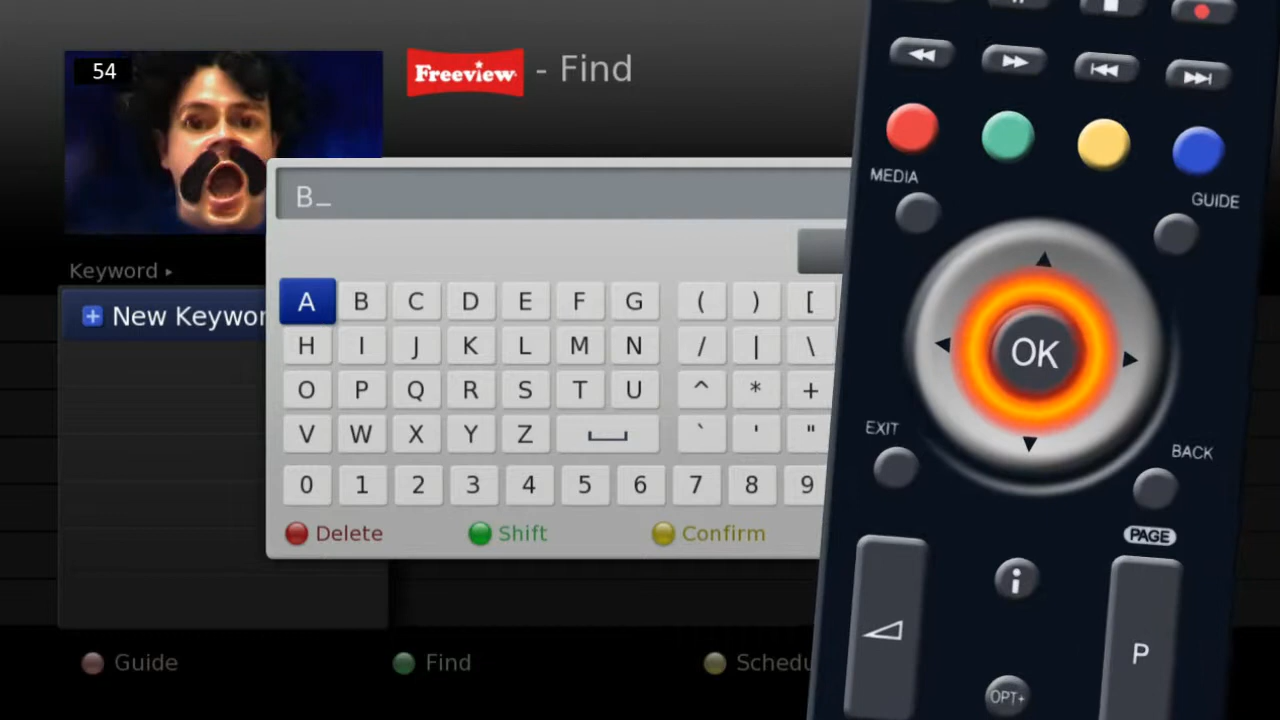 54
Freeview - Find
B_
Keyword
New Keywor
A B C D E F G ( ) [
H I J K L M N / | \
O P Q R S T U ^ * +
V W X Y Z ` ' "
0 1 2 3 4 5 6 7 8 9
Delete Shift Confirm
Guide Find Schedu
MEDIA GUIDE
OK
EXIT BACK
PAGE
i
P
OPT+